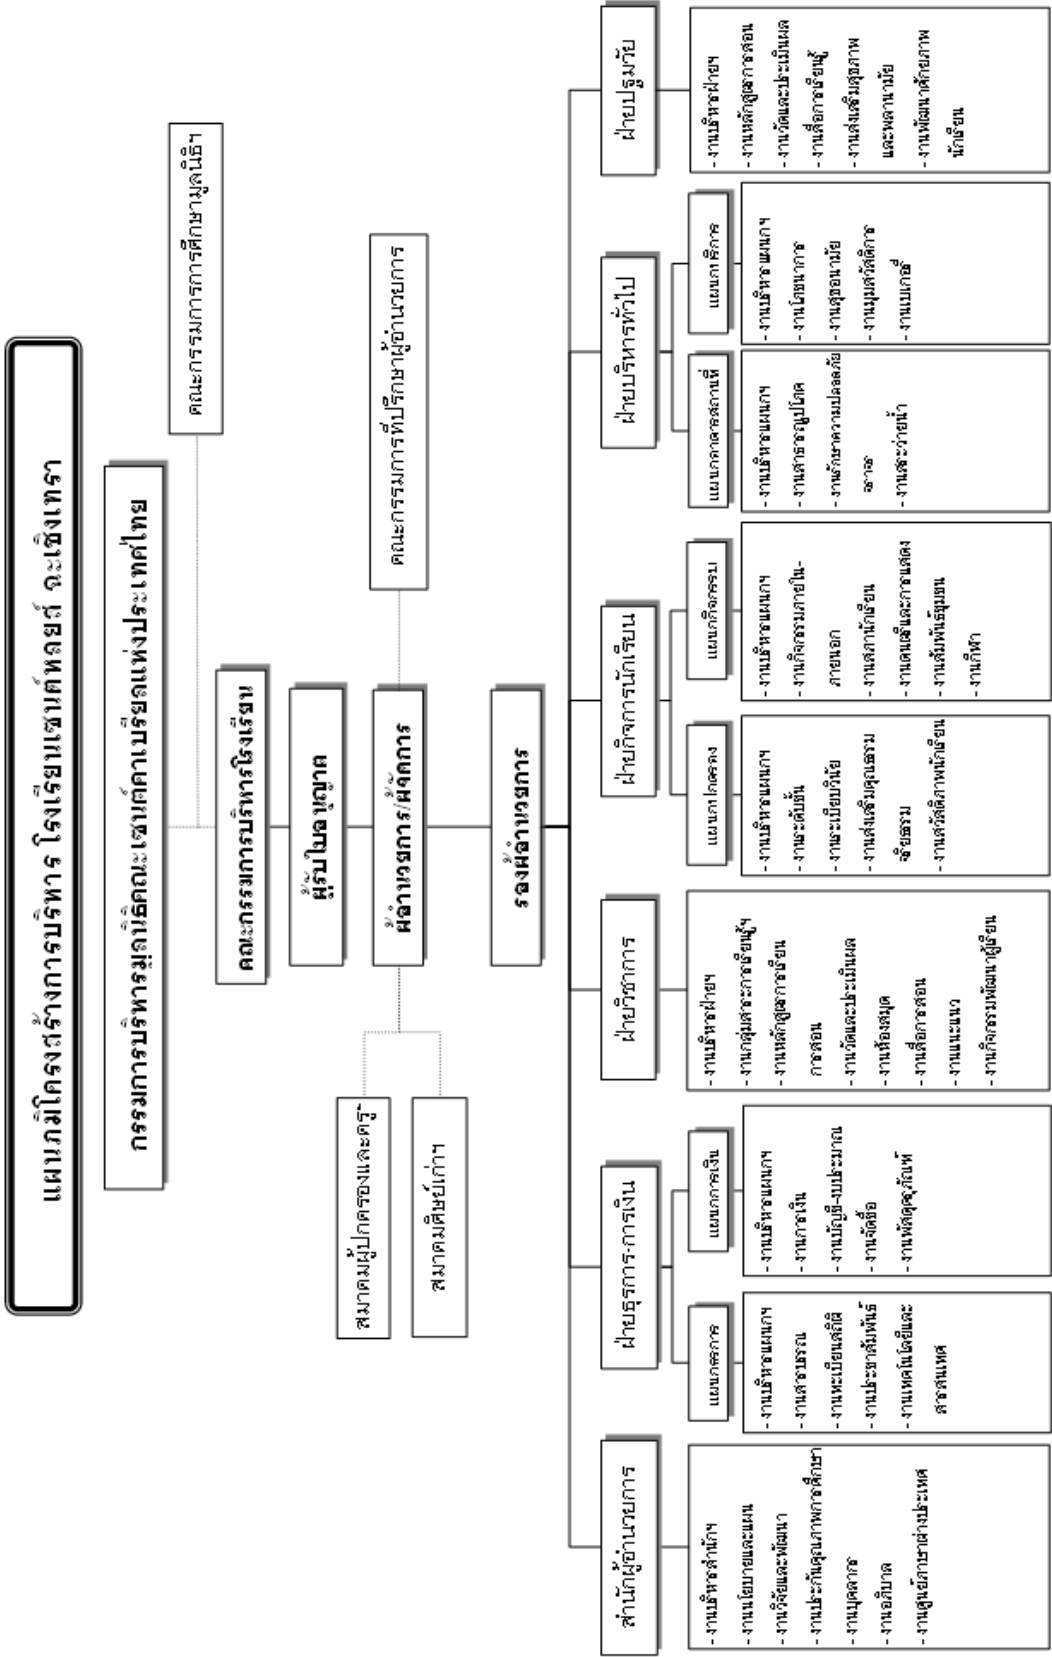 แผนภูมิโครงสร้างการบริหาร โรงเรียนเซนต์หลุยส์ ฉะเชิงเทรา
กรรมการบริหารมูลนิธิคณะเซนต์คาเบรียลแห่งประเทศไทย
คณะกรรมการการศึกษามูลนิธิฯ
คณะกรรมการบริหารโรงเรียน
ผู้รับใบอนุญาต
ผู้อำนวยการ/ผู้จัดการ
คณะกรรมการที่ปรึกษาผู้อำนวยการ
สมาคมผู้ปกครองและครูฯ
สมาคมศิษย์เก่าฯ
รองผู้อำนวยการ
สำนักผู้อำนวยการ
- งานบริหารสำนักฯ
- งานนโยบายและแผน
- งานวิจัยและพัฒนา
- งานประกันคุณภาพการศึกษา
- งานบุคลากร
- งานอภิบาล
- งานศูนย์ภาษาต่างประเทศ
ฝ่ายธุรการ-การเงิน
แผนกธุรการ
- งานบริหารแผนกฯ
- งานสารบรรณ
- งานทะเบียนสถิติ
- งานประชาสัมพันธ์
- งานเทคโนโลยีและ
สารสนเทศ
แผนกการเงิน
- งานบริหารแผนกฯ
- งานการเงิน
- งานบัญชี-งบประมาณ
- งานจัดซื้อ
- งานพัสดุครุภัณฑ์
ฝ่ายวิชาการ
- งานบริหารฝ่ายฯ
- งานกลุ่มสาระการเรียนรู้ฯ
- งานหลักสูตรการเรียน
การสอน
- งานวัดและประเมินผล
- งานห้องสมุด
- งานสื่อการสอน
- งานแนะแนว
- งานกิจกรรมพัฒนาผู้เรียน
ฝ่ายกิจการนักเรียน
แผนกปกครอง
- งานบริหารแผนกฯ
- งานระดับชั้น
- งานระเบียบวินัย
- งานส่งเสริมคุณธรรม
จริยธรรม
- งานสวัสดิภาพนักเรียน
แผนกกิจกรรม
- งานบริหารแผนกฯ
- งานกิจกรรมภายใน-
ภายนอก
- งานสภานักเรียน
- งานดนตรีและการแสดง
- งานสัมพันธ์ชุมชน
- งานกีฬา
ฝ่ายบริหารทั่วไป
แผนกอาคารสถานที่
- งานบริหารแผนกฯ
- งานสาธารณูปโภค
- งานรักษาความปลอดภัย
จราจร
- งานสระว่ายน้ำ
แผนกบริการ
- งานบริหารแผนกฯ
- งานโภชนาการ
- งานสุขอนามัย
- งานมุมสวัสดิการ
- งานเบเกอรี่
ฝ่ายปฐมวัย
- งานบริหารฝ่ายฯ
- งานหลักสูตรการสอน
- งานวัดและประเมินผล
- งานสื่อการเรียนรู้
- งานส่งเสริมสุขภาพ
และพลานามัย
- งานพัฒนาศักยภาพ
นักเรียน